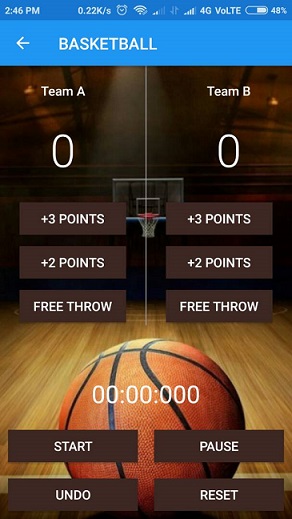 2:46 PM 0.22K/s 4G VoLTE 48%
BASKETBALL
Team A Team B
0 0
+3 POINTS +3 POINTS
+2 POINTS +2 POINTS
FREE THROW FREE THROW
00:00:000
START PAUSE
UNDO RESET